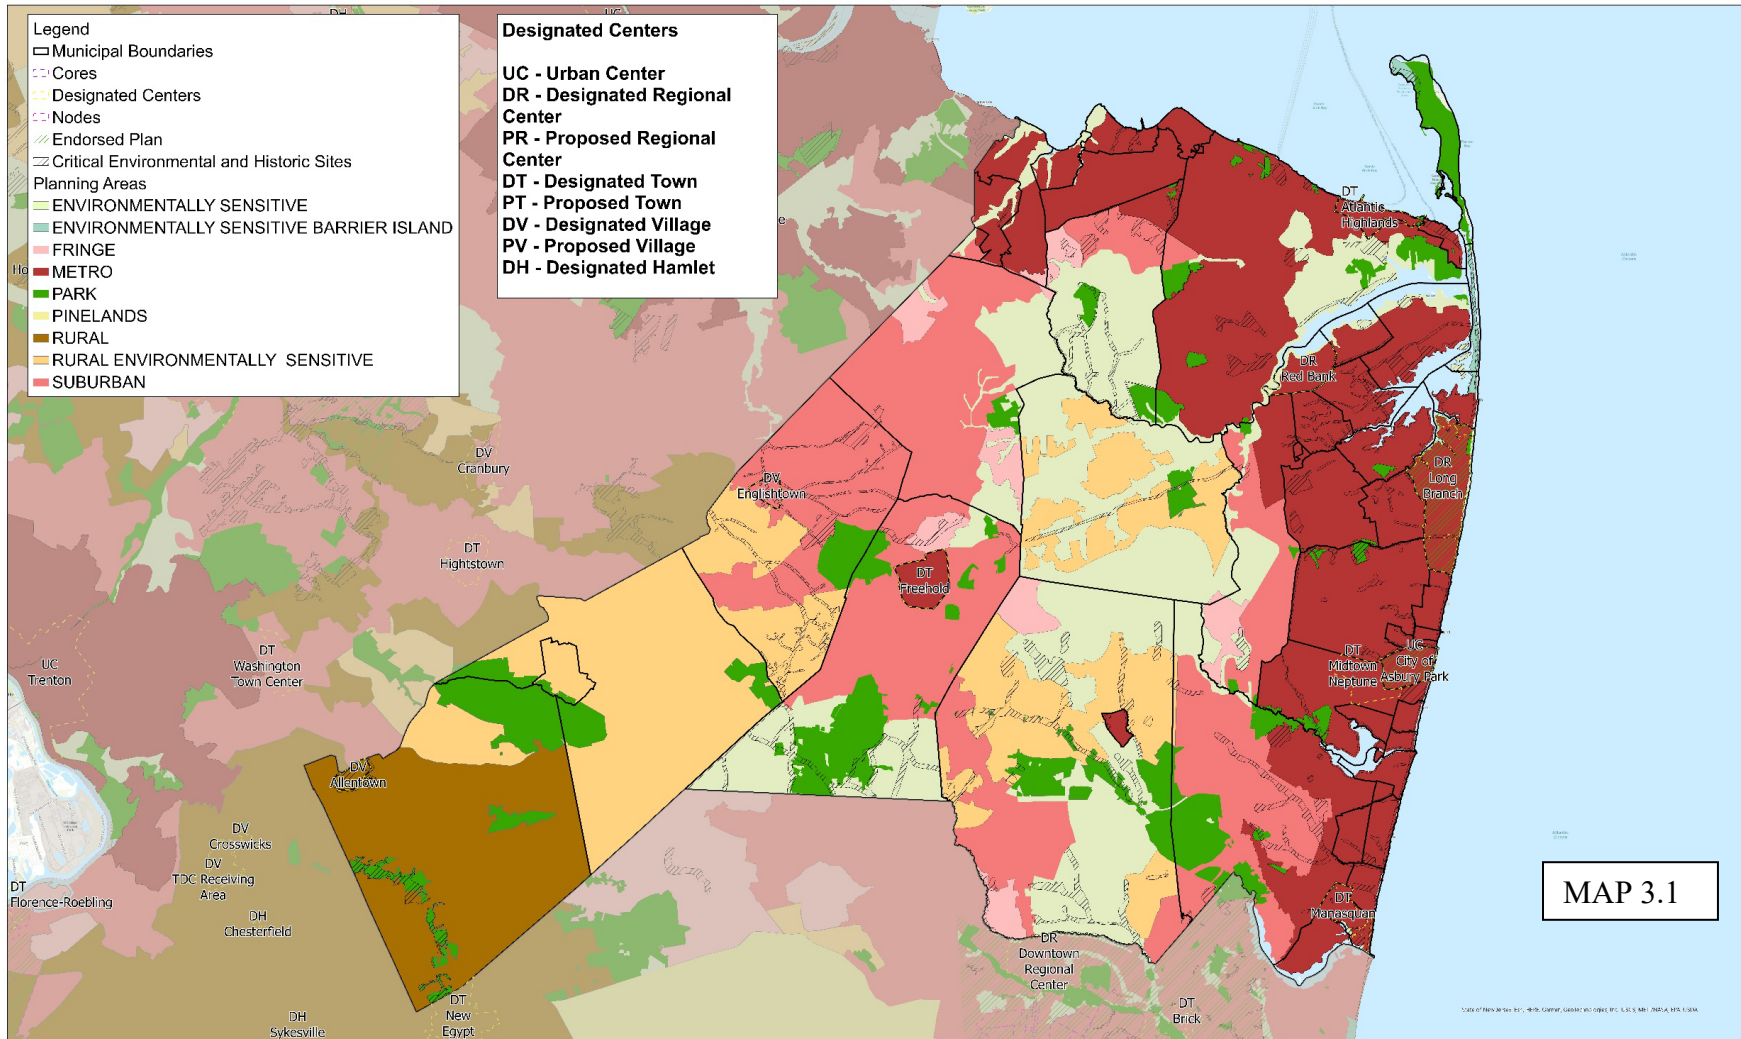 Legend
Municipal Boundaries
Cores
Designated Centers
Nodes
Endorsed Plan
Critical Environmental and Historic Sites
Planning Areas
ENVIRONMENTALLY SENSITIVE
ENVIRONMENTALLY SENSITIVE BARRIER ISLAND
FRINGE
METRO
PARK
PINELANDS
RURAL
RURAL ENVIRONMENTALLY SENSITIVE
SUBURBAN
Designated Centers
UC - Urban Center
DR - Designated Regional
Center
PR - Proposed Regional
Center
DT - Designated Town
PT - Proposed Town
DV - Designated Village
PV - Proposed Village
DH - Designated Hamlet
DT
Atlantic
Highlands
DR
Red Bank
DV
Cranbury
DV
Englishtown
DR
Long
Branch
DT
Hightstown
DT
Freehold
UC
Trenton
DT
Washington
Town Center
DT
Midtown
Neptune
UC
City of
Asbury Park
DV
Allentown
DV
Crosswicks
DV
TDC Receiving
Area
DT
Florence-Roebling
DH
Chesterfield
DT
Manasquan
DR
Downtown
Regional
Center
DT
Brick
DT
New
Egypt
DH
Sykesville
MAP 3.1